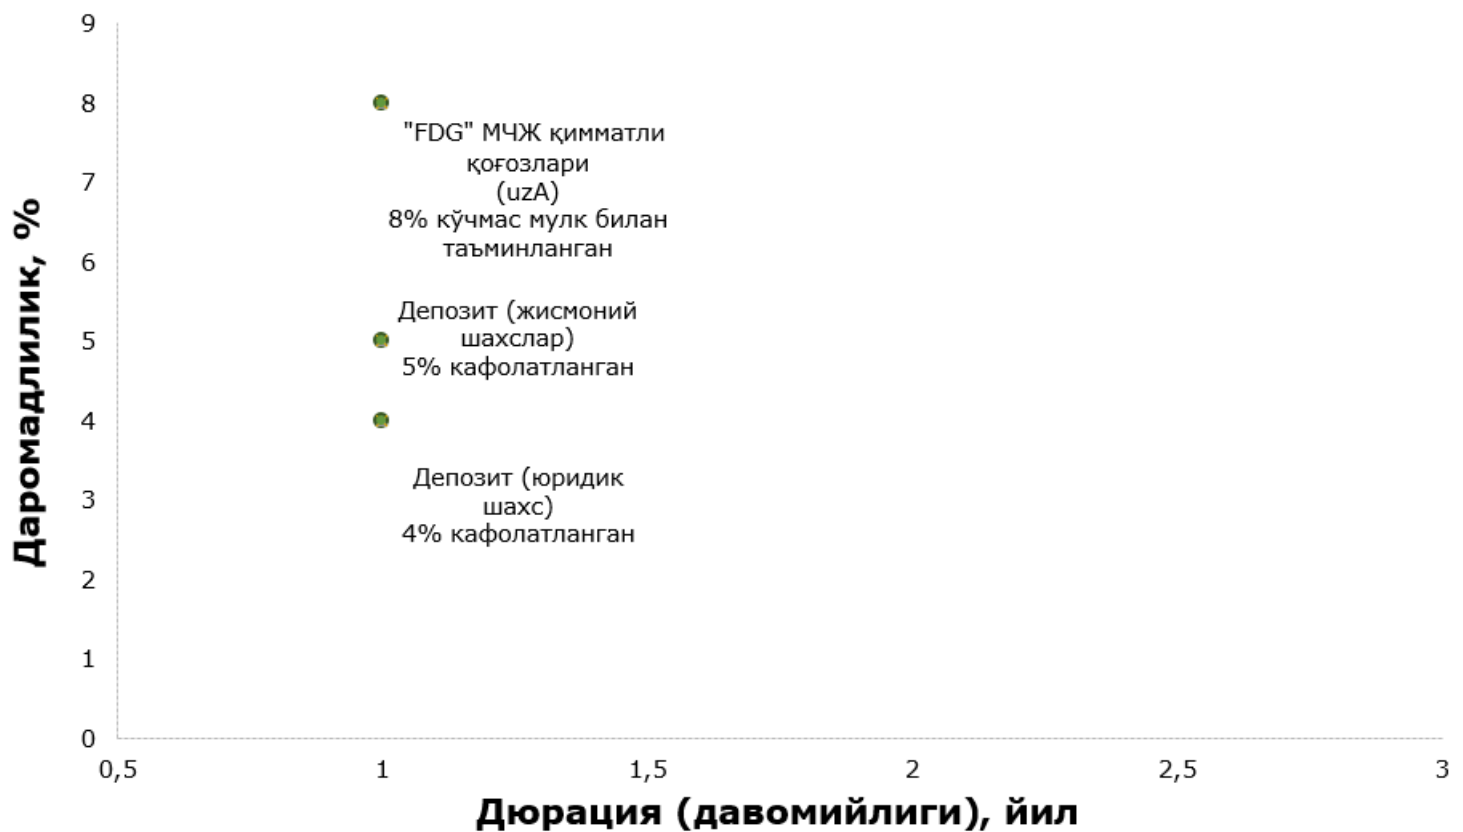 9
8
"FDG" МЧЖ қимматли
қоғозлари
(uzA)
8% кўчмас мулк билан
таъминланган
7
6
Депозит (жисмоний
шахслар)
5% кафолатланган
5
4
Депозит (юридик
шахс)
4% кафолатланган
3
2
1
0
Даромадлилик, %
0,5 1 1,5 2 2,5 3
Дюрация (давомийлиги), йил